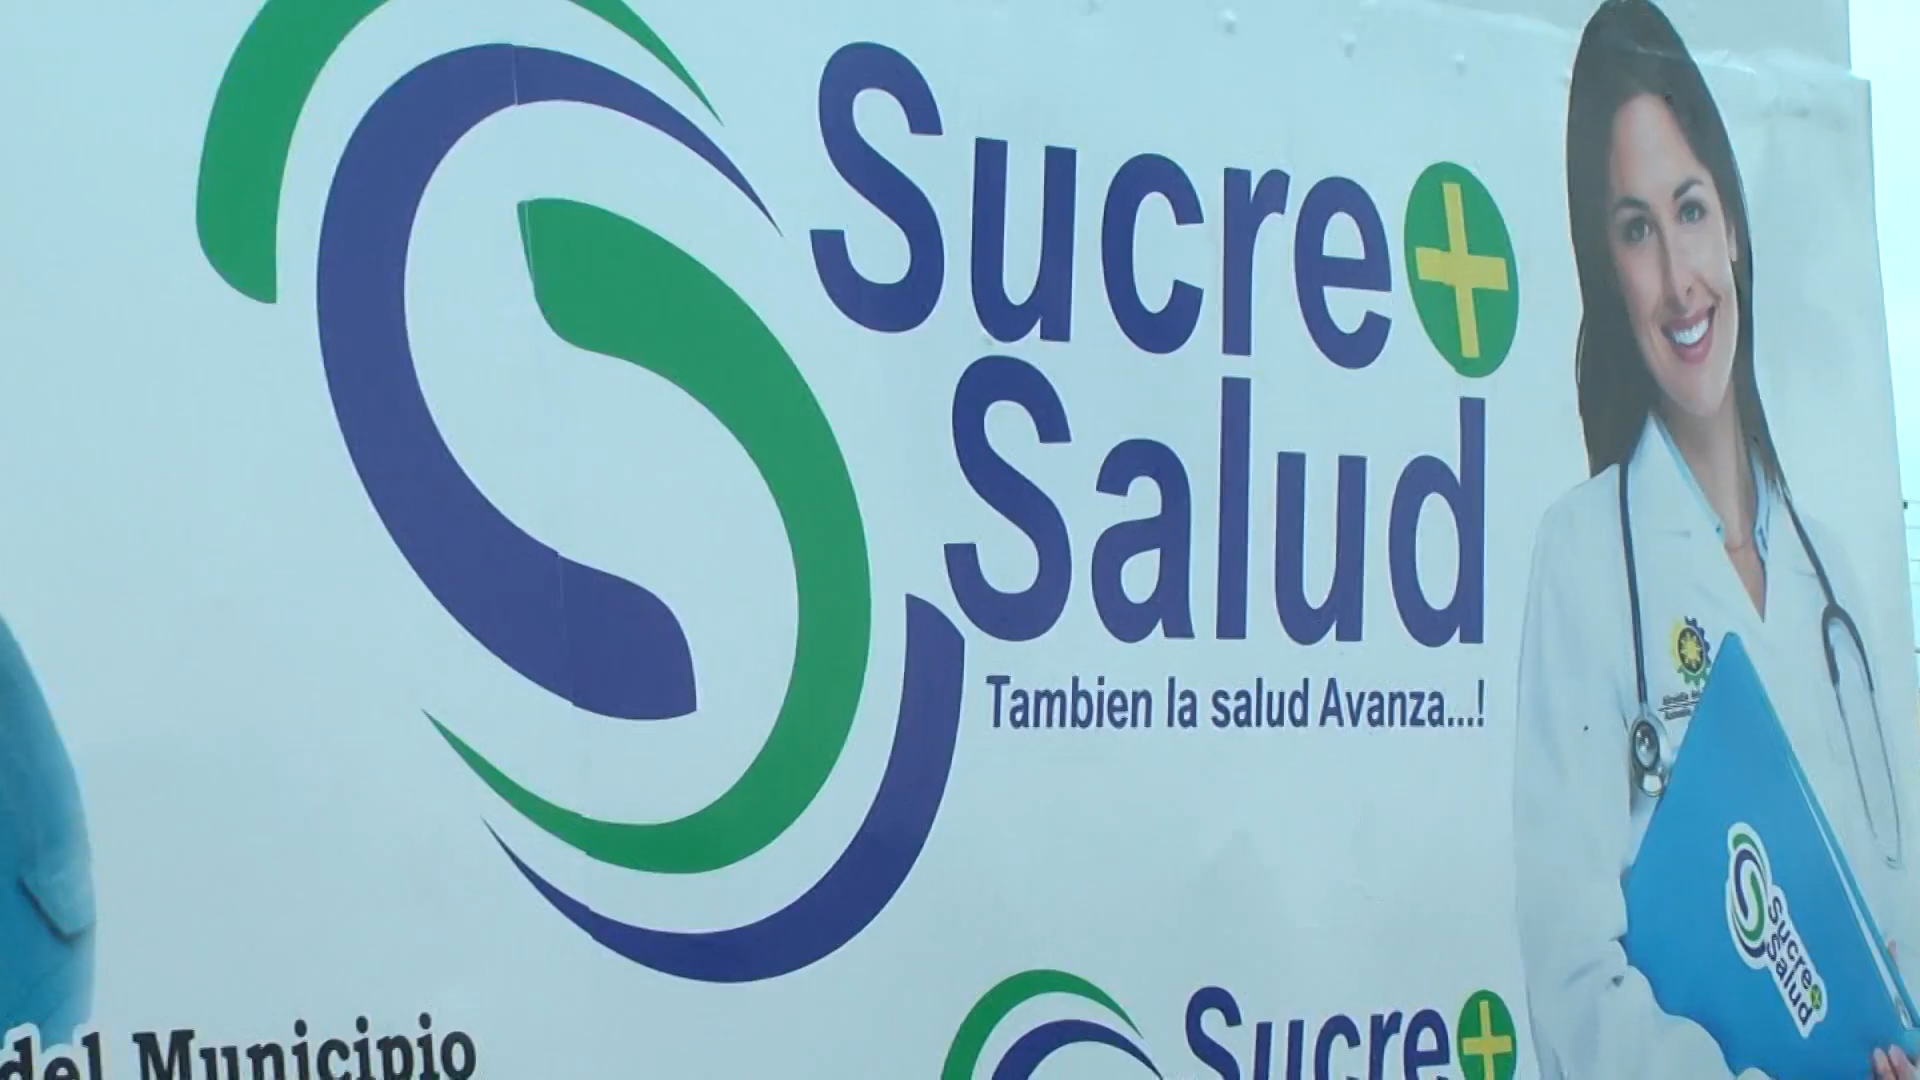 Sucre+
Salud
Tambien la salud Avanza...!
Sucre+
Salud
del Municipio
Sucre+